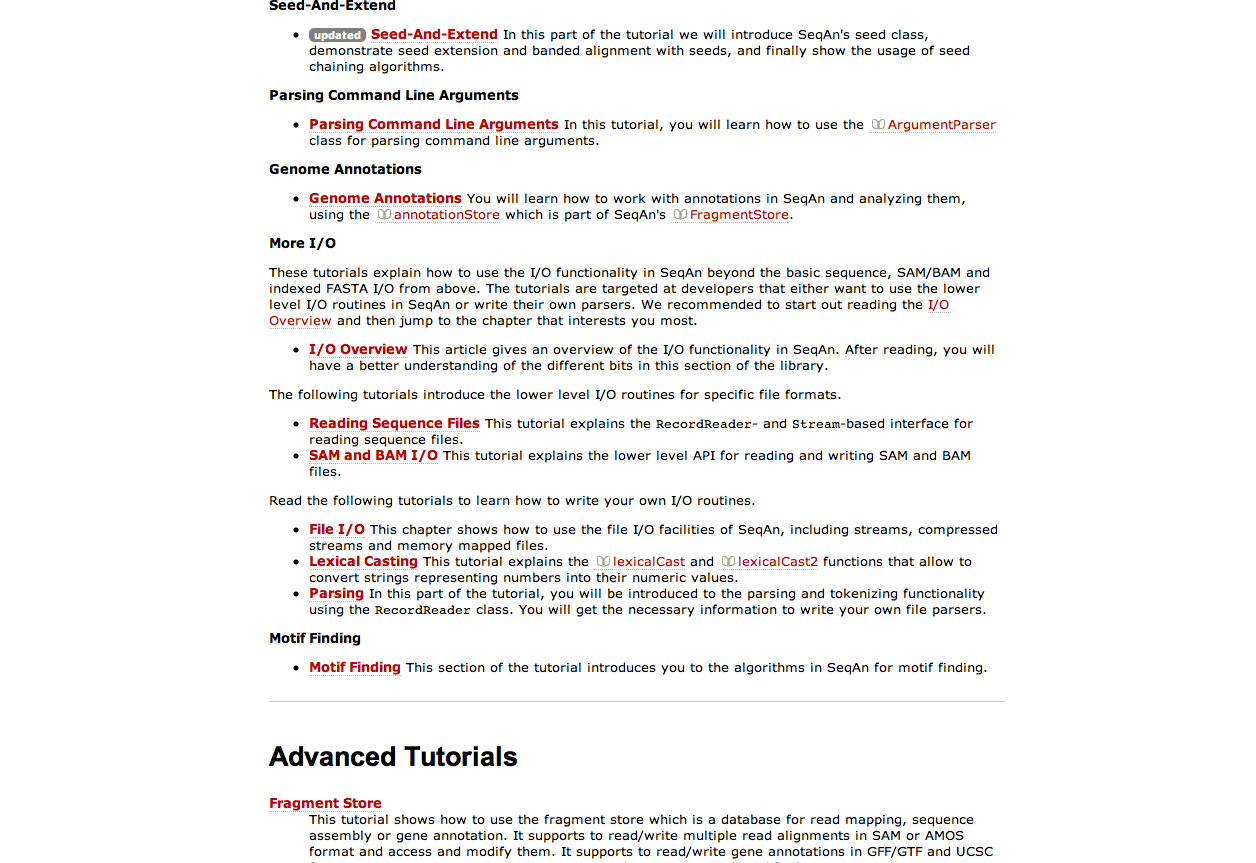 Seed-And-Extend
updated Seed-And-Extend In this part of the tutorial we will introduce SeqAn's seed class,
demonstrate seed extension and banded alignment with seeds, and finally show the usage of seed
chaining algorithms.
Parsing Command Line Arguments
Parsing Command Line Arguments In this tutorial, you will learn how to use the ArgumentParser
class for parsing command line arguments.
Genome Annotations
Genome Annotations You will learn how to work with annotations in SeqAn and analyzing them,
using the annotationStore which is part of SeqAn's FragmentStore.
More I/O
These tutorials explain how to use the I/O functionality in SeqAn beyond the basic sequence, SAM/BAM and
indexed FASTA I/O from above. The tutorials are targeted at developers that either want to use the lower
level I/O routines in SeqAn or write their own parsers. We recommended to start out reading the I/O
Overview and then jump to the chapter that interests you most.
I/O Overview This article gives an overview of the I/O functionality in SeqAn. After reading, you will
have a better understanding of the different bits in this section of the library.
The following tutorials introduce the lower level I/O routines for specific file formats.
Reading Sequence Files This tutorial explains the RecordReader- and Stream-based interface for
reading sequence files.
SAM and BAM I/O This tutorial explains the lower level API for reading and writing SAM and BAM
files.
Read the following tutorials to learn how to write your own I/O routines.
File I/O This chapter shows how to use the file I/O facilities of SeqAn, including streams, compressed
streams and memory mapped files.
Lexical Casting This tutorial explains the lexicalCast and lexicalCast2 functions that allow to
convert strings representing numbers into their numeric values.
Parsing In this part of the tutorial, you will be introduced to the parsing and tokenizing functionality
using the RecordReader class. You will get the necessary information to write your own file parsers.
Motif Finding
Motif Finding This section of the tutorial introduces you to the algorithms in SeqAn for motif finding.
Advanced Tutorials
Fragment Store
This tutorial shows how to use the fragment store which is a database for read mapping, sequence
assembly or gene annotation. It supports to read/write multiple read alignments in SAM or AMOS
format and access and modify them. It supports to read/write gene annotations in GFF/GTF and UCSC